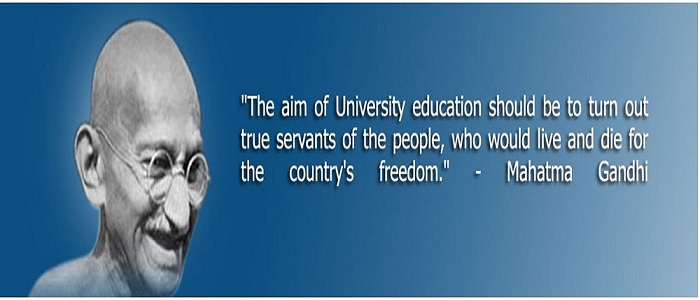 "The aim of University education should be to turn out
true servants of the people, who would live and die for
the country's freedom." - Mahatma Gandhi